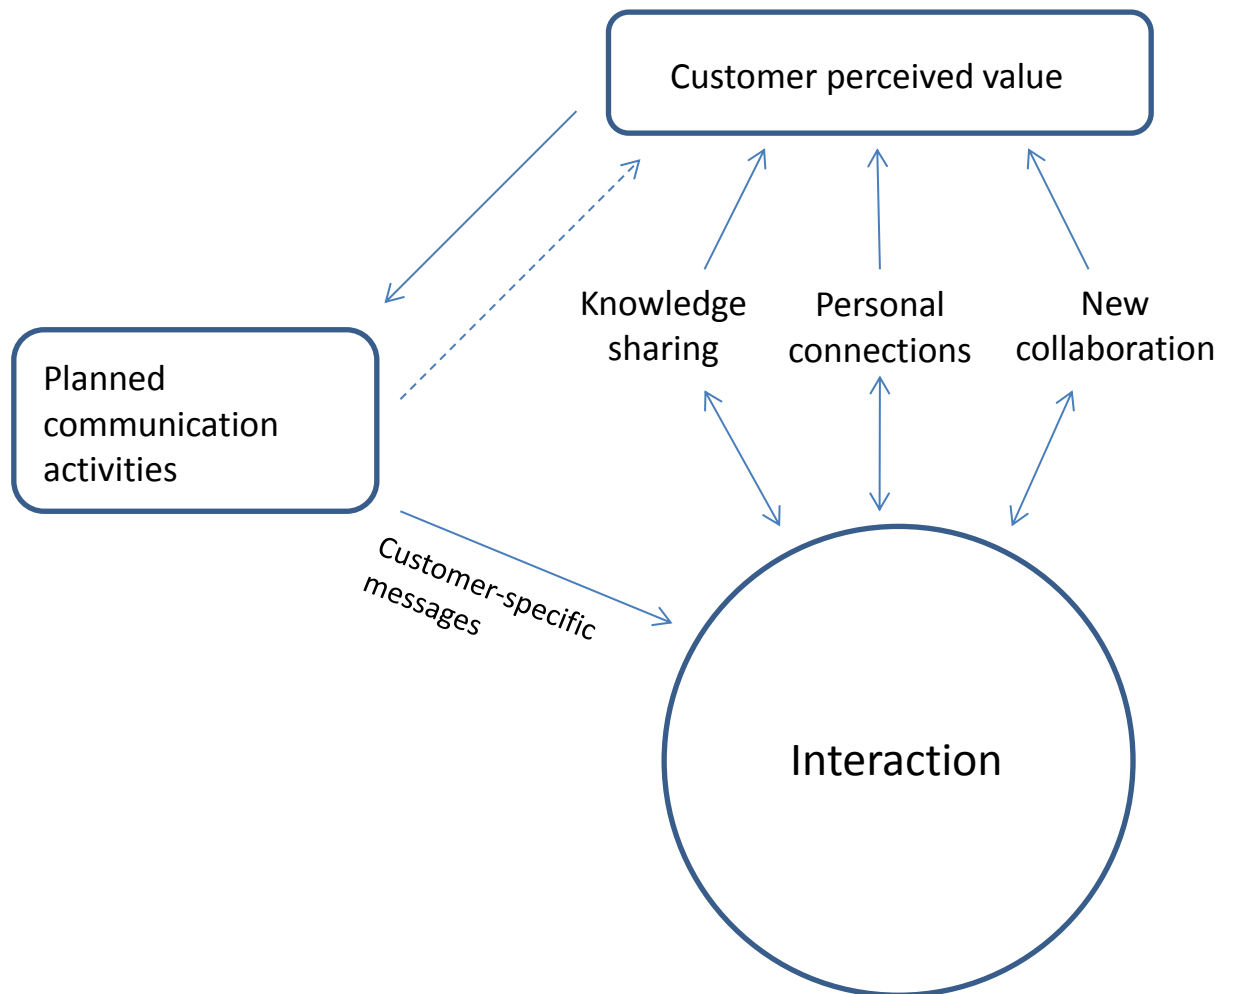 Customer perceived value
Knowledge
sharing
Personal
connections
New
collaboration
Planned
communication
activities
Customer-specific
messages
Interaction